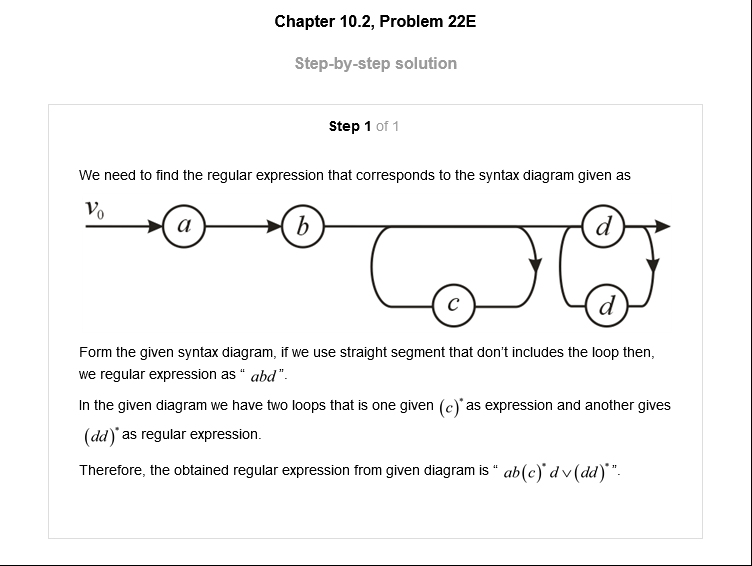 Chapter 10.2, Problem 22E
Step-by-step solution
Step 1 of 1
We need to find the regular expression that corresponds to the syntax diagram given as
v₀
a
b
d
c
d
Form the given syntax diagram, if we use straight segment that don't includes the loop then,
we regular expression as “ abd ”.
In the given diagram we have two loops that is one given (c)* as expression and another gives
(dd)* as regular expression.
Therefore, the obtained regular expression from given diagram is “ ab(c)* d ∨ (dd)* ”.